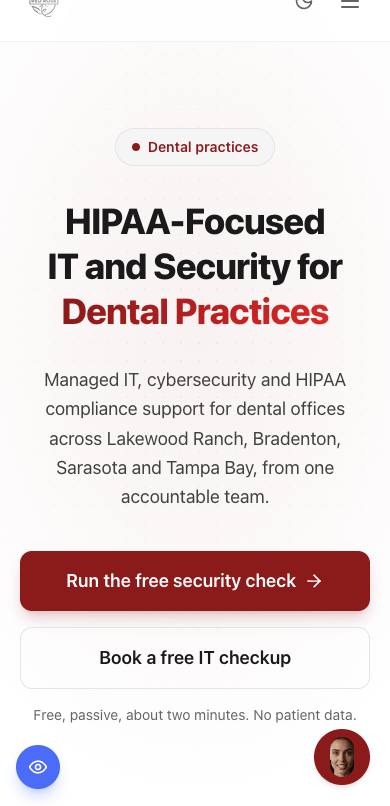 Dental practices
HIPAA-Focused
IT and Security for
Dental Practices
Managed IT, cybersecurity and HIPAA
compliance support for dental offices
across Lakewood Ranch, Bradenton,
Sarasota and Tampa Bay, from one
accountable team.
Run the free security check →
Book a free IT checkup
Free, passive, about two minutes. No patient data.